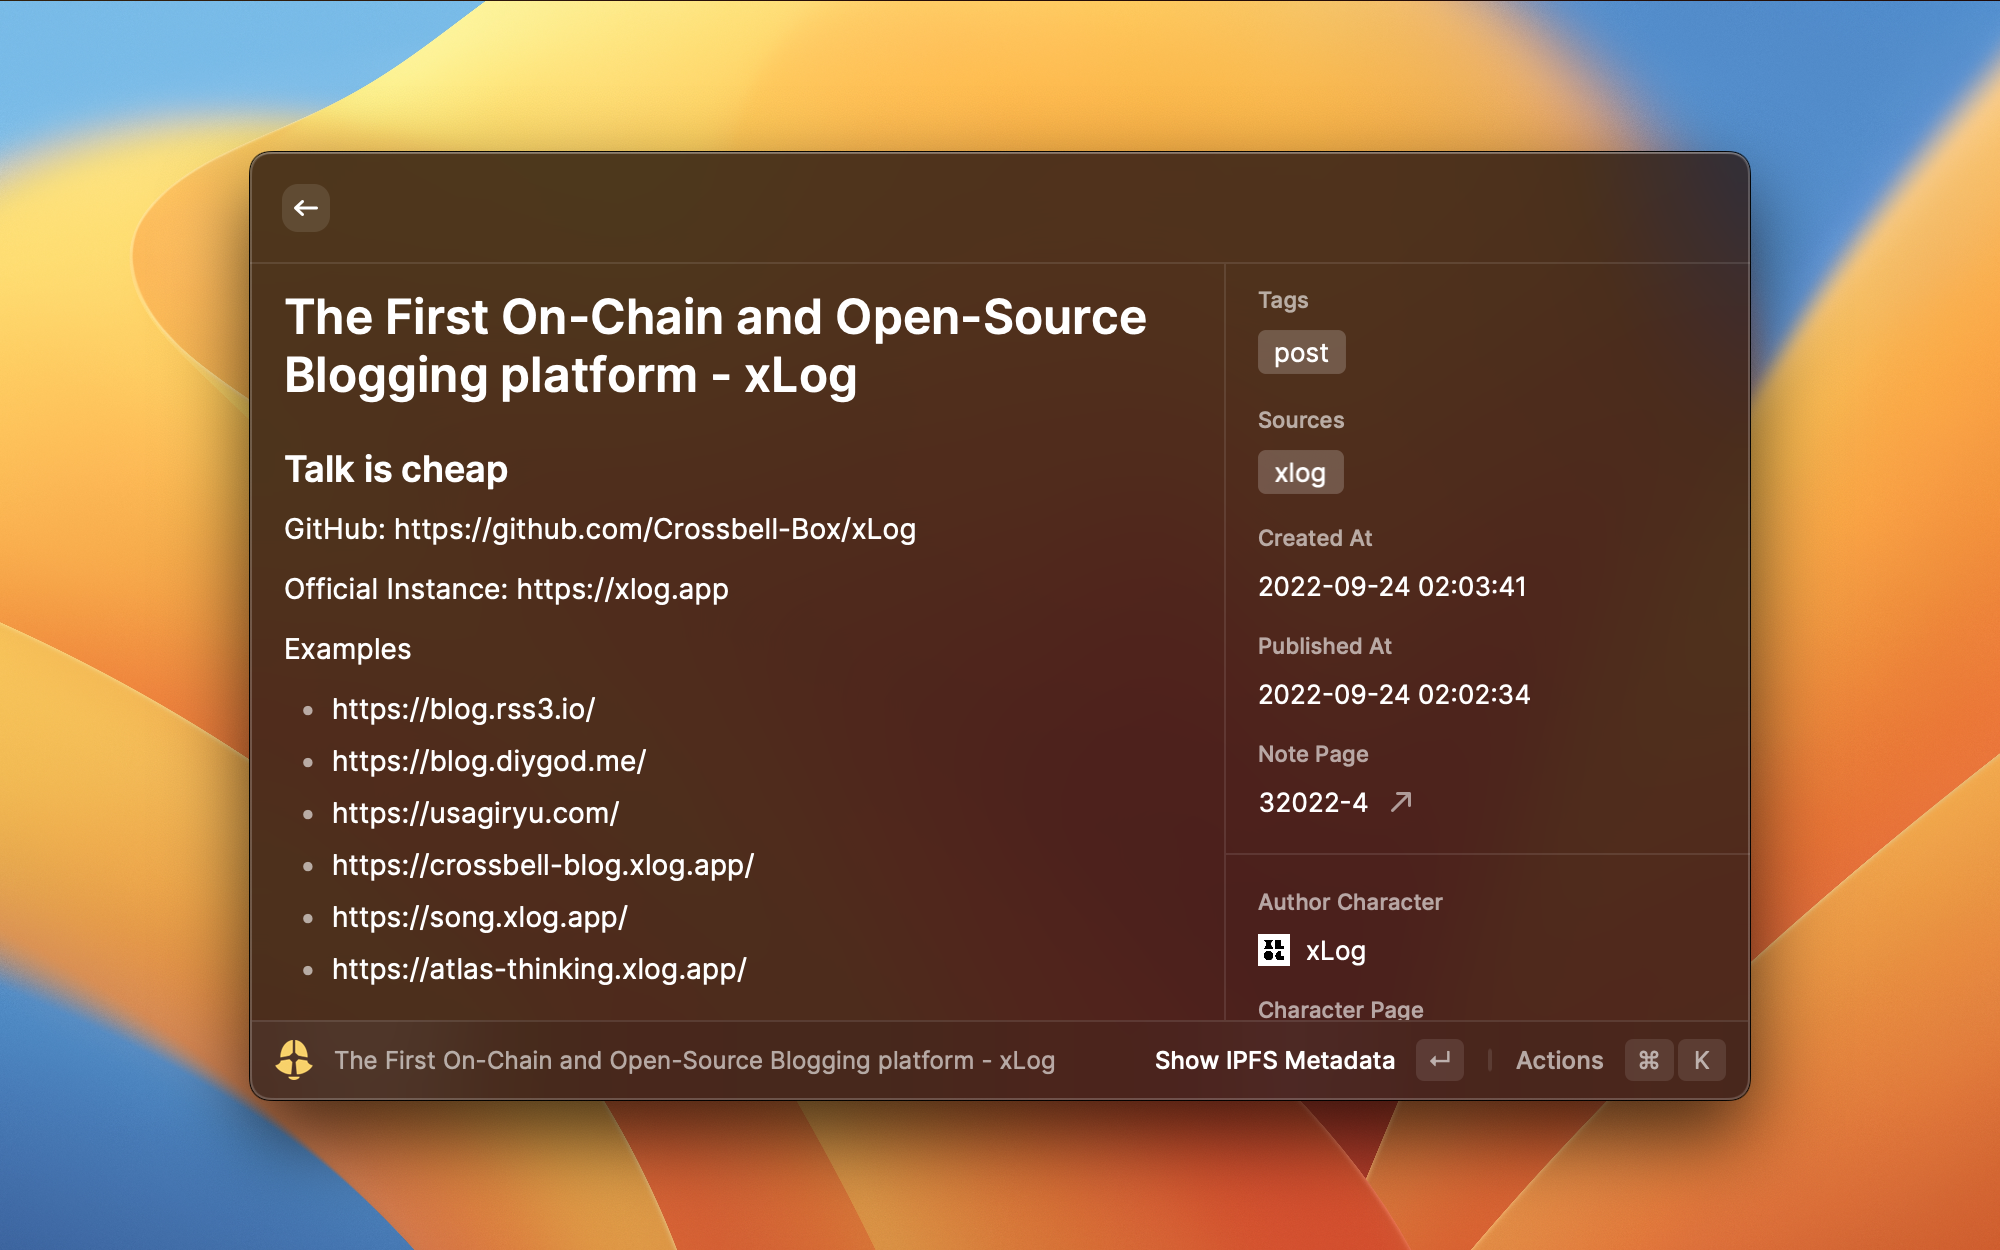 The First On-Chain and Open-Source
Blogging platform - xLog
Talk is cheap
GitHub: https://github.com/Crossbell-Box/xLog
Official Instance: https://xlog.app
Examples
https://blog.rss3.io/
https://blog.diygod.me/
https://usagiryu.com/
https://crossbell-blog.xlog.app/
https://song.xlog.app/
https://atlas-thinking.xlog.app/
Tags
post
Sources
xlog
Created At
2022-09-24 02:03:41
Published At
2022-09-24 02:02:34
Note Page
32022-4
Author Character
XLOG xLog
Character Page
The First On-Chain and Open-Source Blogging platform - xLog
Show IPFS Metadata
Actions ⌘ K